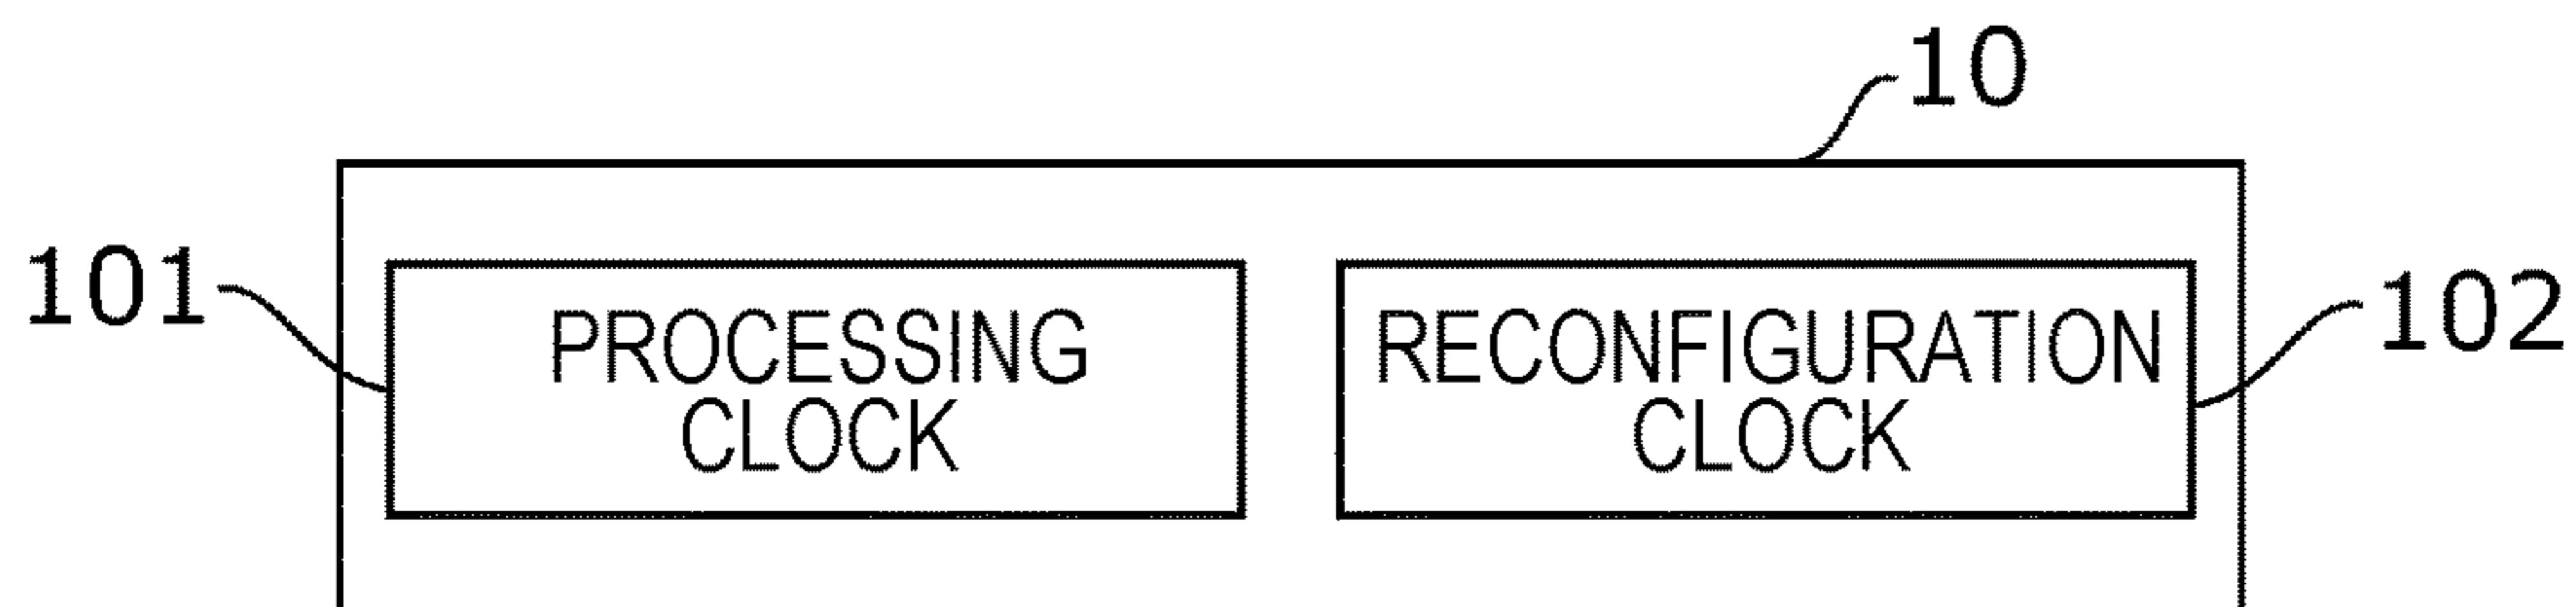 10
101
PROCESSING
CLOCK
RECONFIGURATION
CLOCK
102